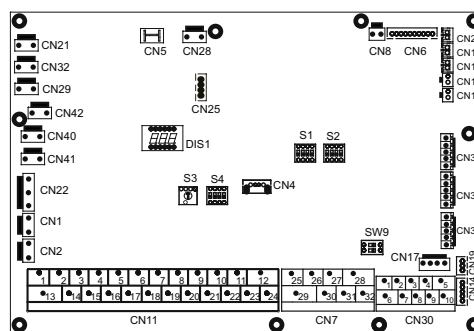 CN21
CN5
CN28
CN8
CN6
CN32
CN29
CN25
CN42
CN40
DIS1
S1
S2
CN41
S3
S4
CN4
CN22
CN1
CN2
SW9
CN17
1 2 3 4 5 6 7 8 9 10 11 12
13 14 15 16 17 18 19 20 21 22 23 24
25 26 27 28
29 30 31 32
1 2 3 4 5
6 7 8 9 10
CN11
CN7
CN30